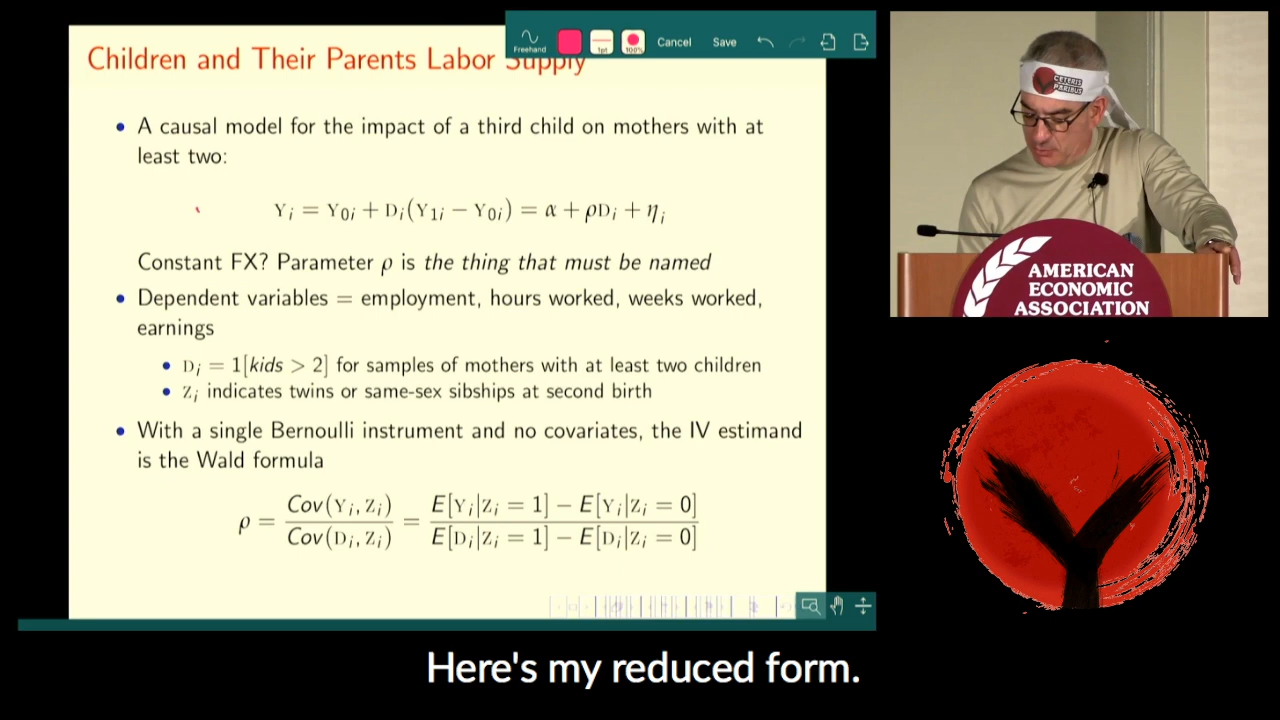 Children and Their Parents Labor Supply
Freehand
1pt
100%
Cancel
Save
• A causal model for the impact of a third child on mothers with at
least two:
Yᵢ = Y₀ᵢ + Dᵢ(Y₁ᵢ − Y₀ᵢ) = α + ρDᵢ + ηᵢ
Constant FX? Parameter ρ is the thing that must be named
• Dependent variables = employment, hours worked, weeks worked,
earnings
• Dᵢ = 1[kids > 2] for samples of mothers with at least two children
• Zᵢ indicates twins or same-sex sibships at second birth
• With a single Bernoulli instrument and no covariates, the IV estimand
is the Wald formula
ρ = Cov(Yᵢ, Zᵢ) / Cov(Dᵢ, Zᵢ) = E[Yᵢ|Zᵢ = 1] − E[Yᵢ|Zᵢ = 0] / E[Dᵢ|Zᵢ = 1] − E[Dᵢ|Zᵢ = 0]
CETERIS
PARIBUS
AMERICAN
ECONOMIC
ASSOCIATION
Here's my reduced form.